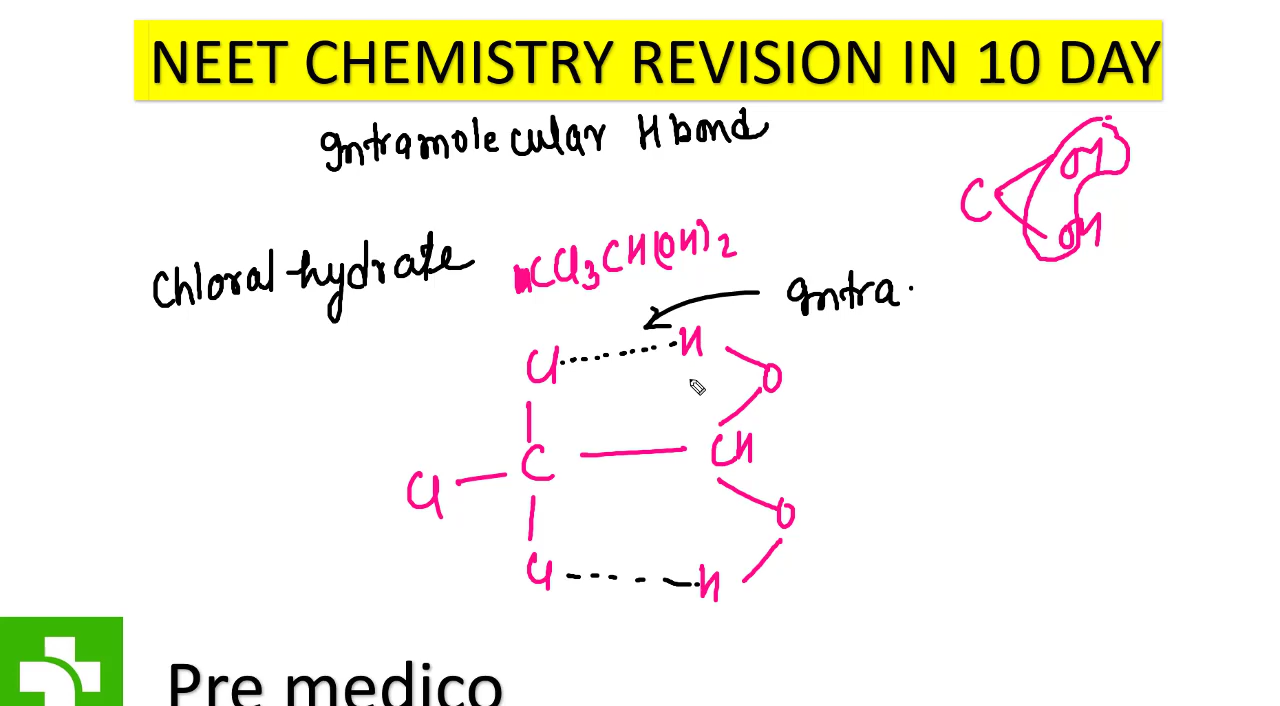 NEET CHEMISTRY REVISION IN 10 DAY
Intramolecular H bond
C OH
OH
Chloral hydrate CCl3CH(OH)2
Intra.
Cl H
O
C CH
Cl
O
Cl H
Pre medico